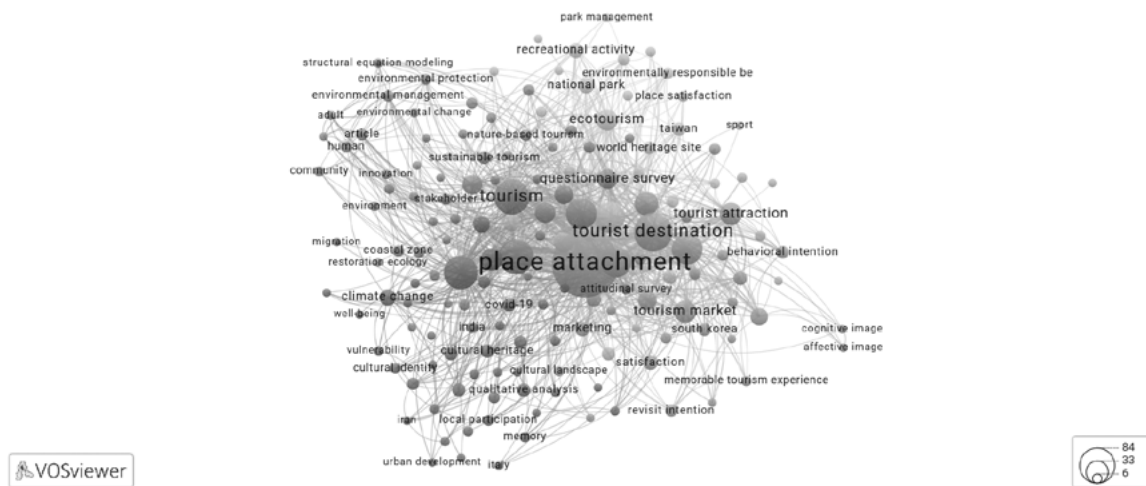 park management
recreational activity
structural equation modeling
environmental protection
environmentally responsible be
national park
environmental management
place satisfaction
adult
environmental change
ecotourism
taiwan
sport
article
nature-based tourism
human
world heritage site
sustainable tourism
community
innovation
questionnaire survey
stakeholder
tourism
environment
tourist attraction
tourist destination
migration
coastal zone
behavioral intention
restoration ecology
place attachment
attitudinal survey
climate change
covid-19
tourism market
well-being
india
marketing
south korea
cognitive image
vulnerability
cultural heritage
affective image
cultural identity
cultural landscape
satisfaction
qualitative analysis
memorable tourism experience
iran
local participation
revisit intention
memory
urban development
italy
VOSviewer
84
33
6